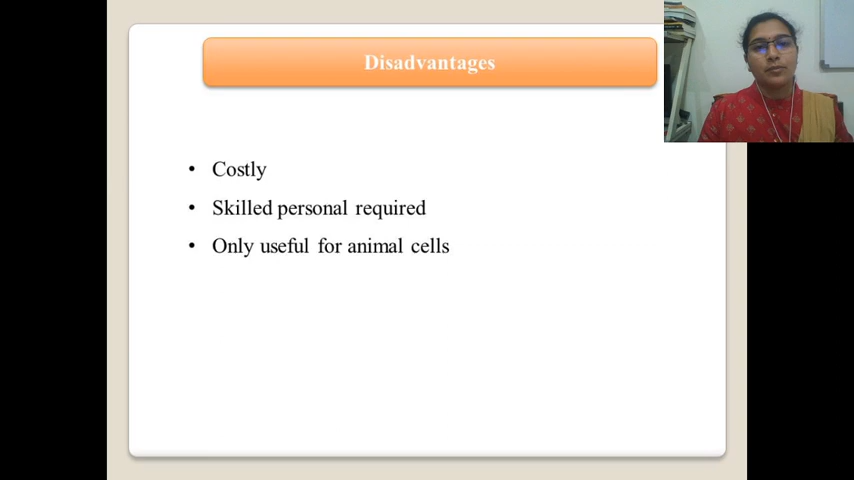 Disadvantages
• Costly
• Skilled personal required
• Only useful for animal cells